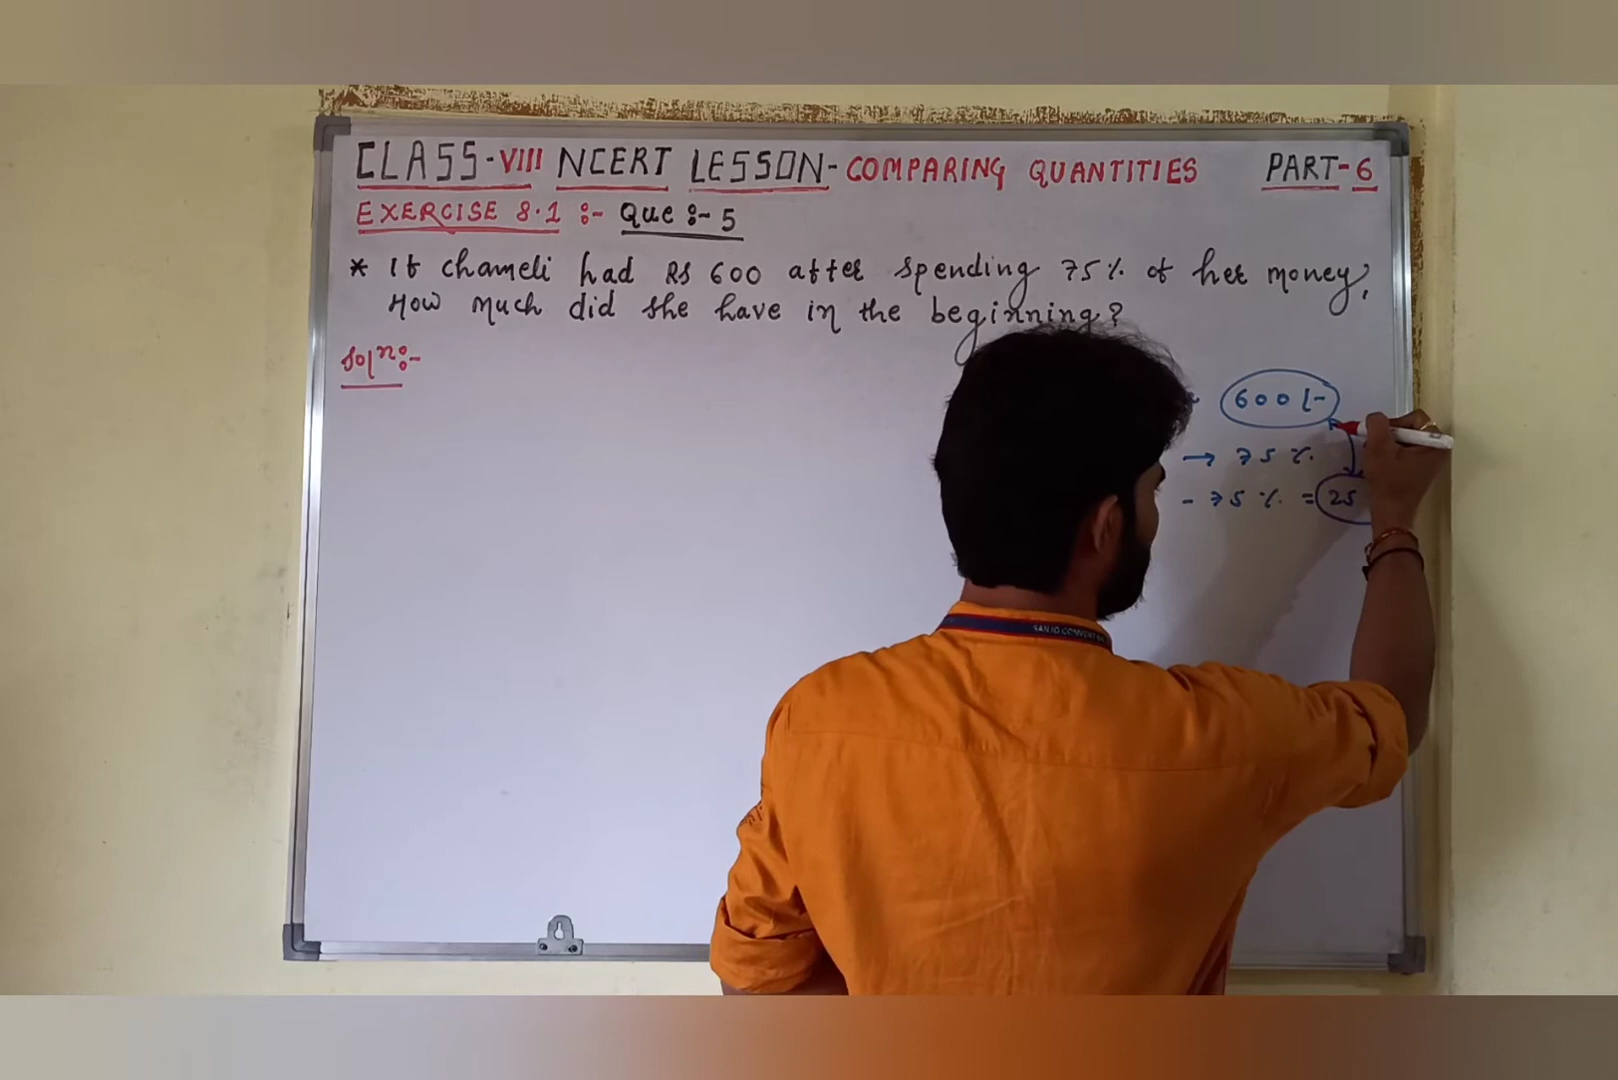 CLASS-VIII NCERT LESSON- COMPARING QUANTITIES PART-6
EXERCISE 8.1 :- Que :- 5
* If chameli had Rs 600 after spending 75% of her money,
How much did she have in the beginning?
Soln:-
600/-
→ 75%
- 75% = 25